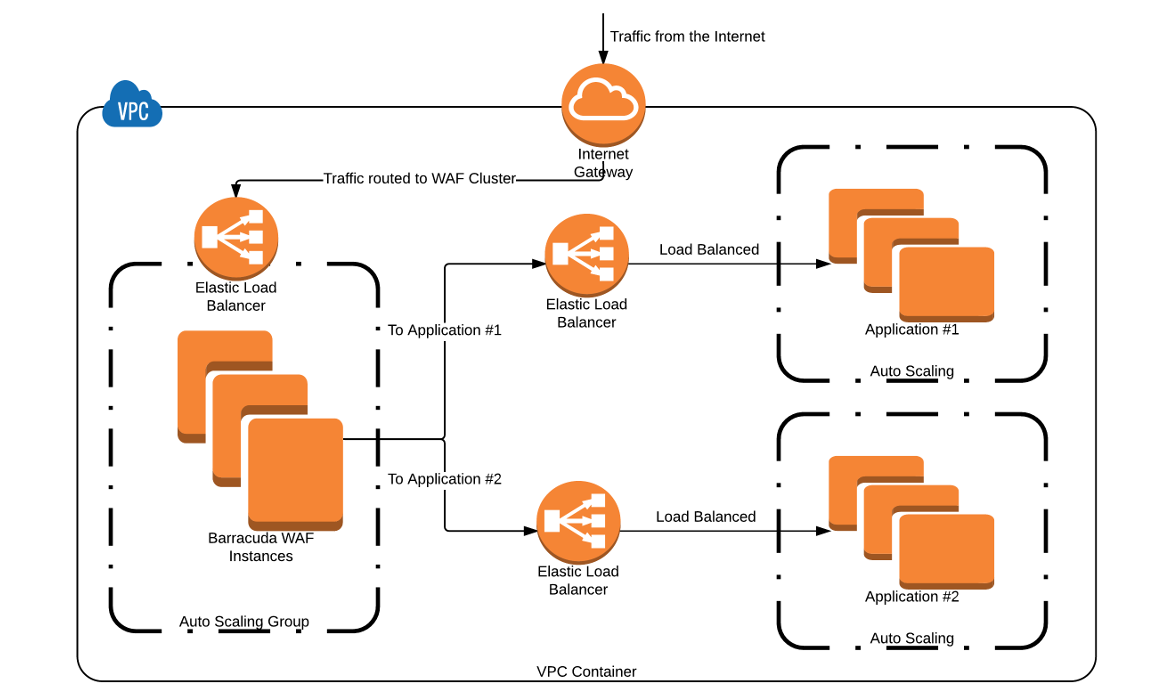 Traffic from the Internet
VPC
Internet
Gateway
Traffic routed to WAF Cluster
Elastic Load
Balancer
Load Balanced
Elastic Load
Balancer
To Application #1
Application #1
Auto Scaling
To Application #2
Load Balanced
Barracuda WAF
Instances
Elastic Load
Balancer
Application #2
Auto Scaling Group
Auto Scaling
VPC Container